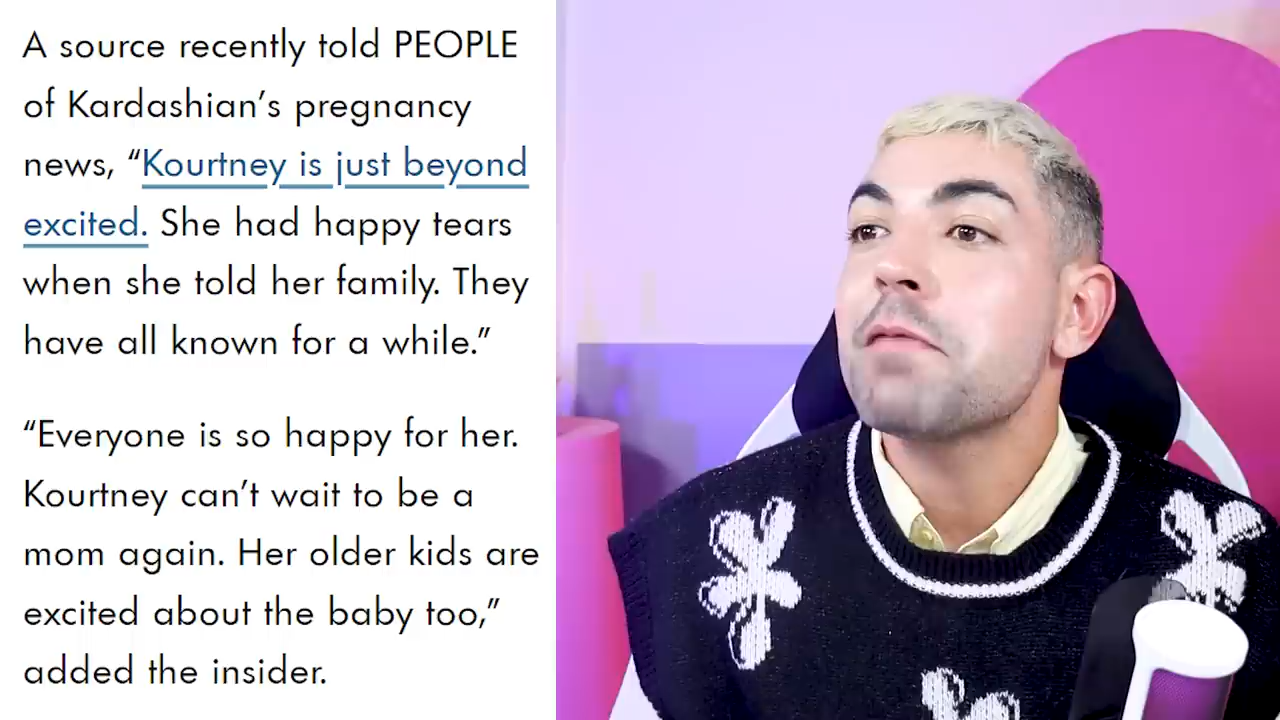 A source recently told PEOPLE
of Kardashian’s pregnancy
news, “Kourtney is just beyond
excited. She had happy tears
when she told her family. They
have all known for a while.”
“Everyone is so happy for her.
Kourtney can’t wait to be a
mom again. Her older kids are
excited about the baby too,”
added the insider.